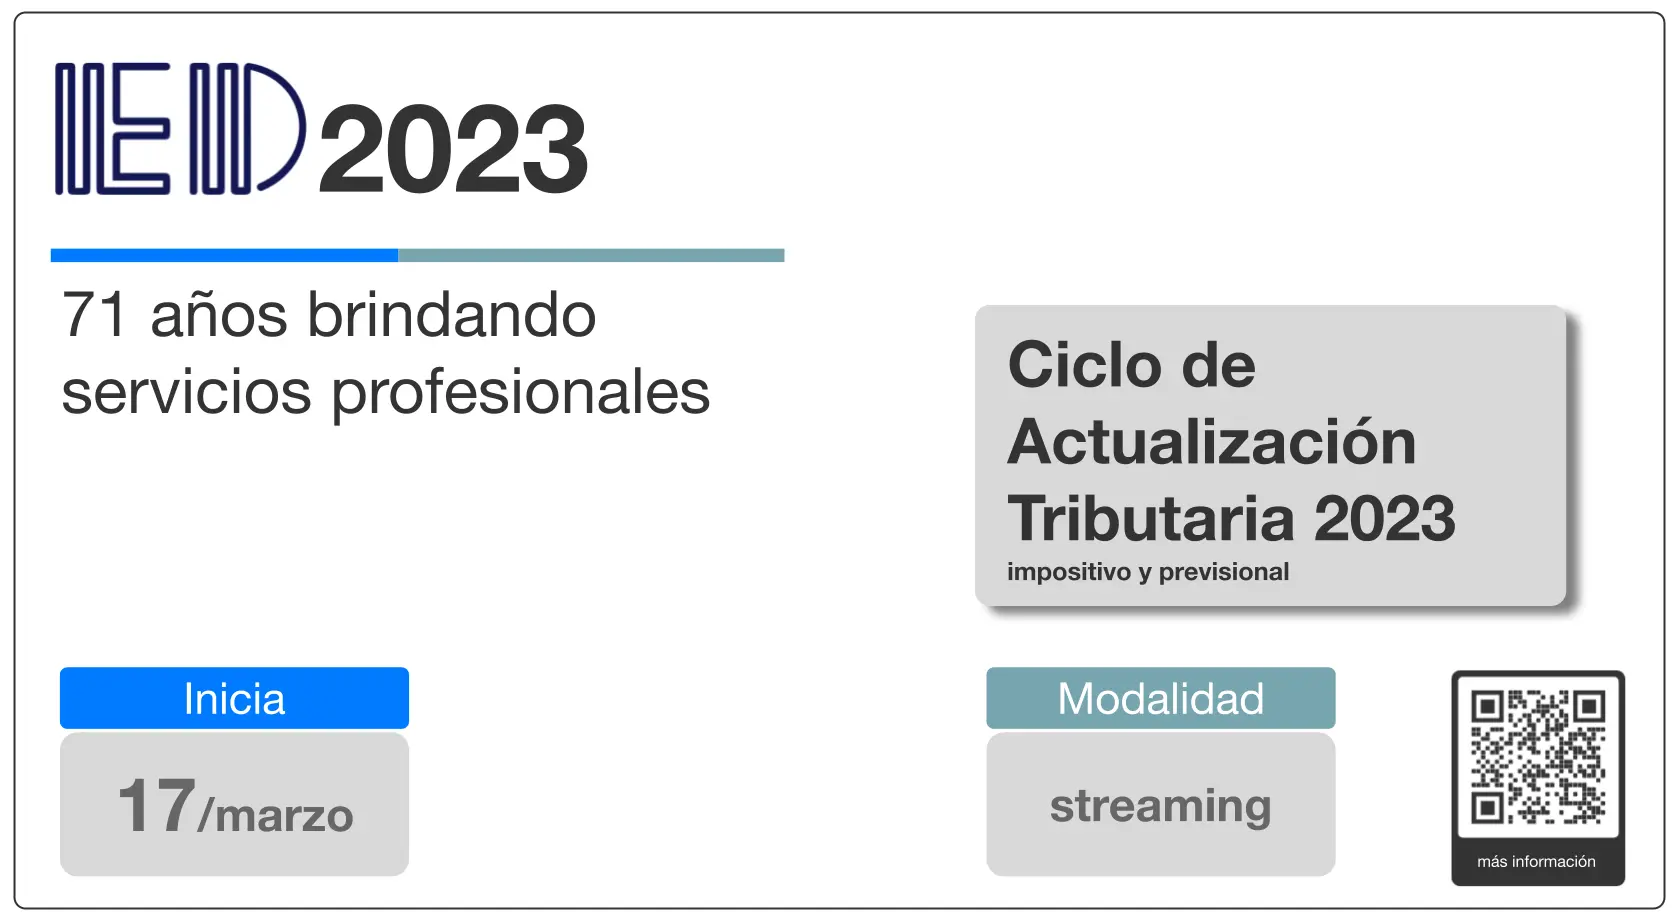 IED 2023
71 años brindando
servicios profesionales
Ciclo de
Actualización
Tributaria 2023
impositivo y previsional
Inicia
17/marzo
Modalidad
streaming
más información